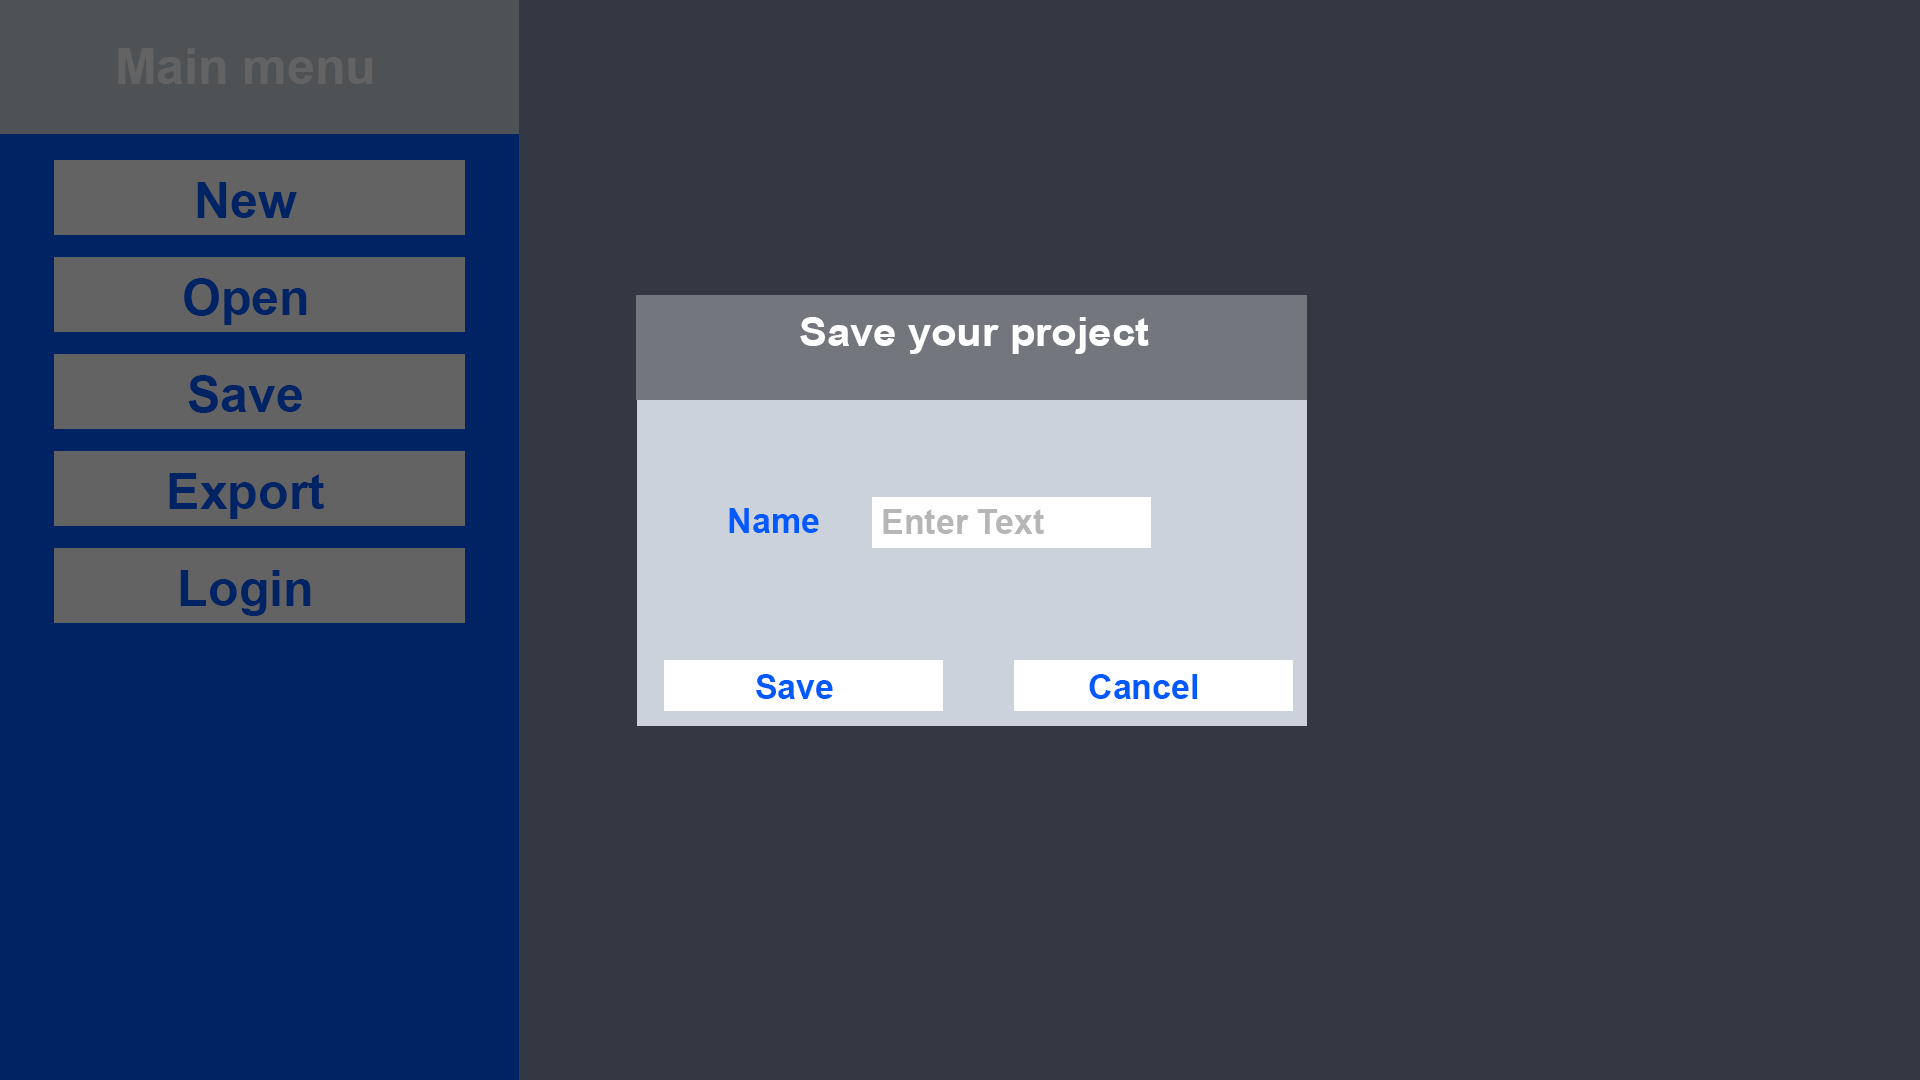 Main menu
New
Open
Save
Export
Login
Save your project
Name
Enter Text
Save
Cancel